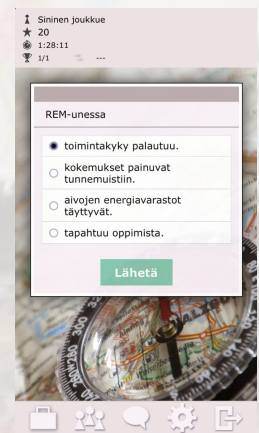 Sininen joukkue
20
1:28:11
1/1 ---
REM-unessa
toimintakyky palautuu.
kokemukset painuvat
tunnemuistiin.
aivojen energiavarastot
täyttyvät.
tapahtuu oppimista.
Lähetä